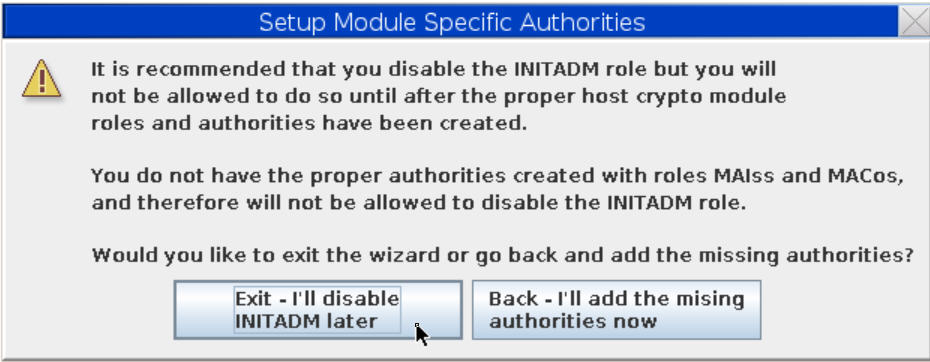 Setup Module Specific Authorities
It is recommended that you disable the INITADM role but you will
not be allowed to do so until after the proper host crypto module
roles and authorities have been created.
You do not have the proper authorities created with roles MAIss and MACos,
and therefore will not be allowed to disable the INITADM role.
Would you like to exit the wizard or go back and add the missing authorities?
Exit - I'll disable
INITADM later
Back - I'll add the mising
authorities now